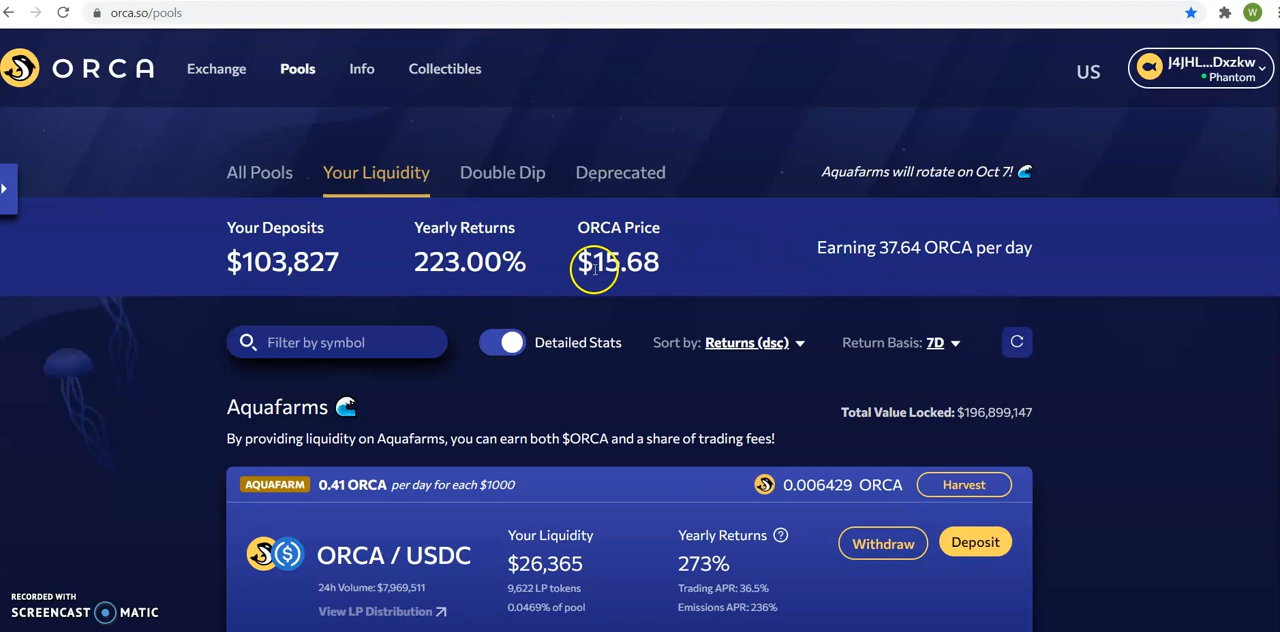 orca.so/pools
W
ORCA
Exchange
Pools
Info
Collectibles
US
J4JHL...Dxzkw
Phantom
All Pools
Your Liquidity
Double Dip
Deprecated
Aquafarms will rotate on Oct 7! 🌊
Your Deposits
Yearly Returns
ORCA Price
$103,827
223.00%
$15.68
Earning 37.64 ORCA per day
Filter by symbol
Detailed Stats
Sort by: Returns (dsc)
Return Basis: 7D
Aquafarms 🌊
Total Value Locked: $196,899,147
By providing liquidity on Aquafarms, you can earn both $ORCA and a share of trading fees!
AQUAFARM 0.41 ORCA per day for each $1000
0.006429 ORCA
Harvest
ORCA / USDC
24h Volume: $7,969,511
View LP Distribution
Your Liquidity
$26,365
9,622 LP tokens
0.0469% of pool
Yearly Returns
273%
Trading APR: 36.5%
Emissions APR: 236%
Withdraw
Deposit
RECORDED WITH
SCREENCAST MATIC